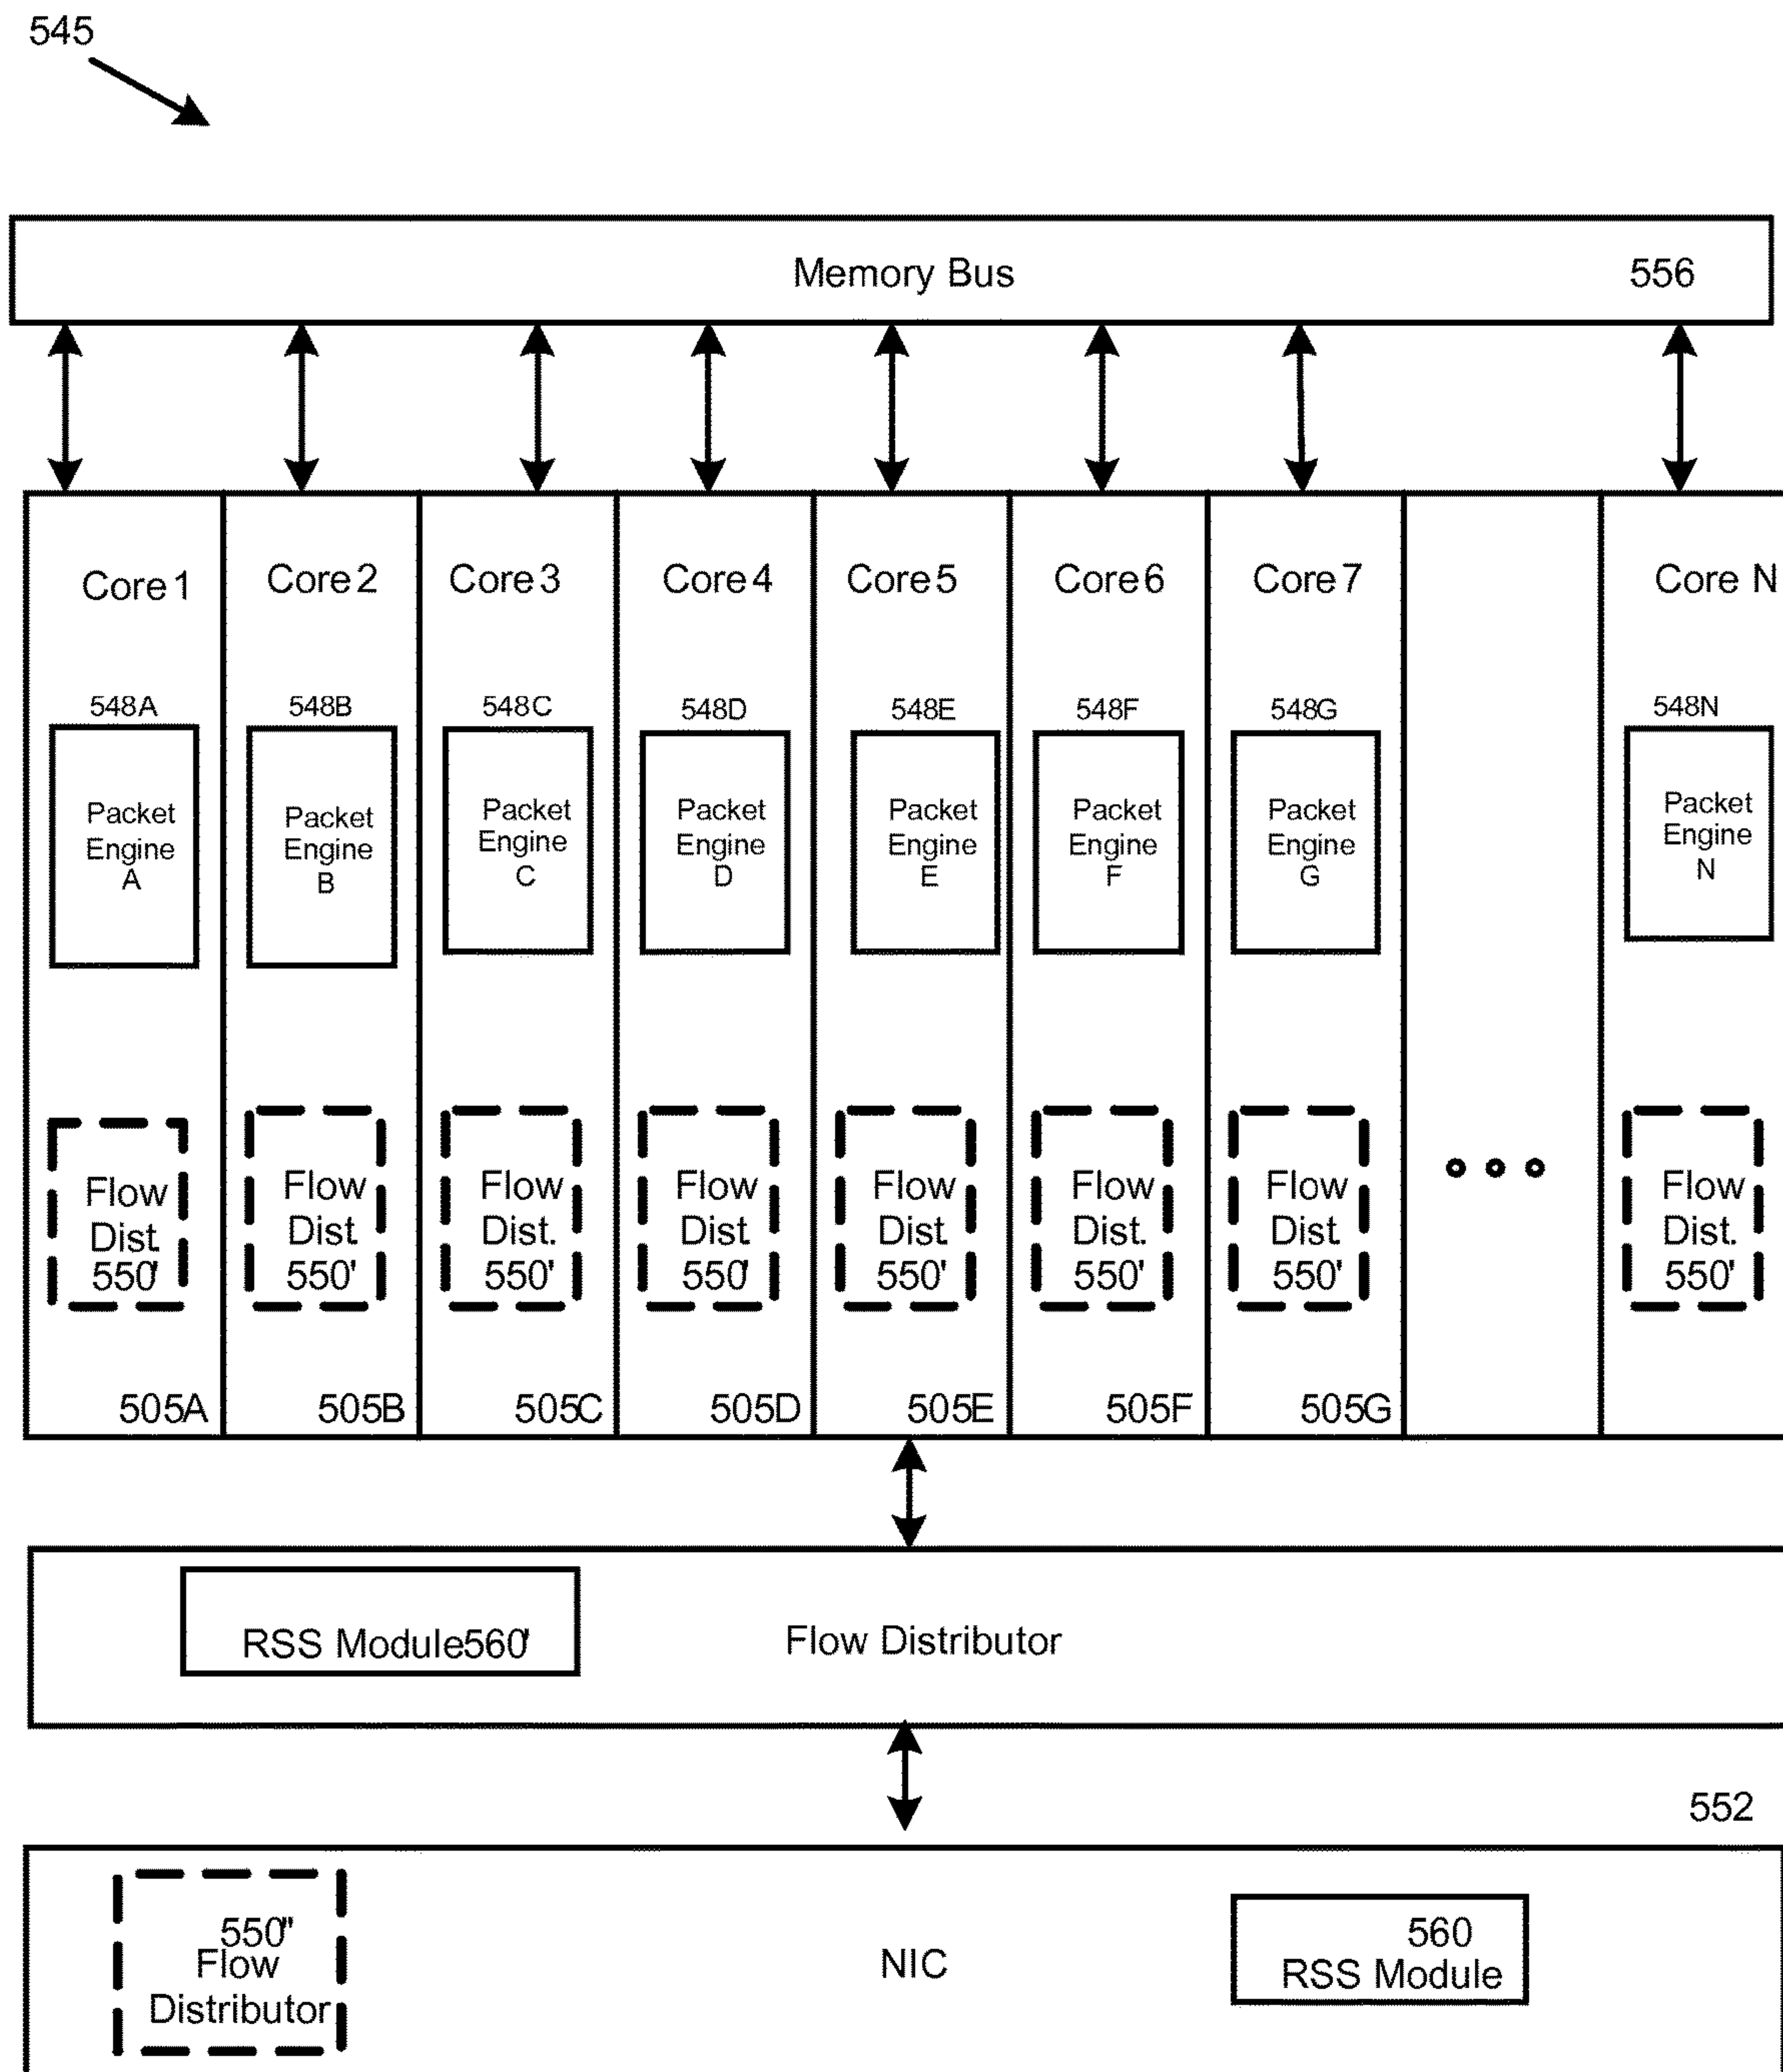 545
Memory Bus 556
Core 1 Core 2 Core 3 Core 4 Core 5 Core 6 Core 7 Core N
548A 548B 548C 548D 548E 548F 548G 548N
Packet
Engine
A
Packet
Engine
B
Packet
Engine
C
Packet
Engine
D
Packet
Engine
E
Packet
Engine
F
Packet
Engine
G
Packet
Engine
N
Flow
Dist.
550'
Flow
Dist.
550'
Flow
Dist.
550'
Flow
Dist.
550'
Flow
Dist.
550'
Flow
Dist.
550'
Flow
Dist.
550'
Flow
Dist.
550'
505A 505B 505C 505D 505E 505F 505G
RSS Module560' Flow Distributor
552
550"
Flow
Distributor
NIC
560
RSS Module